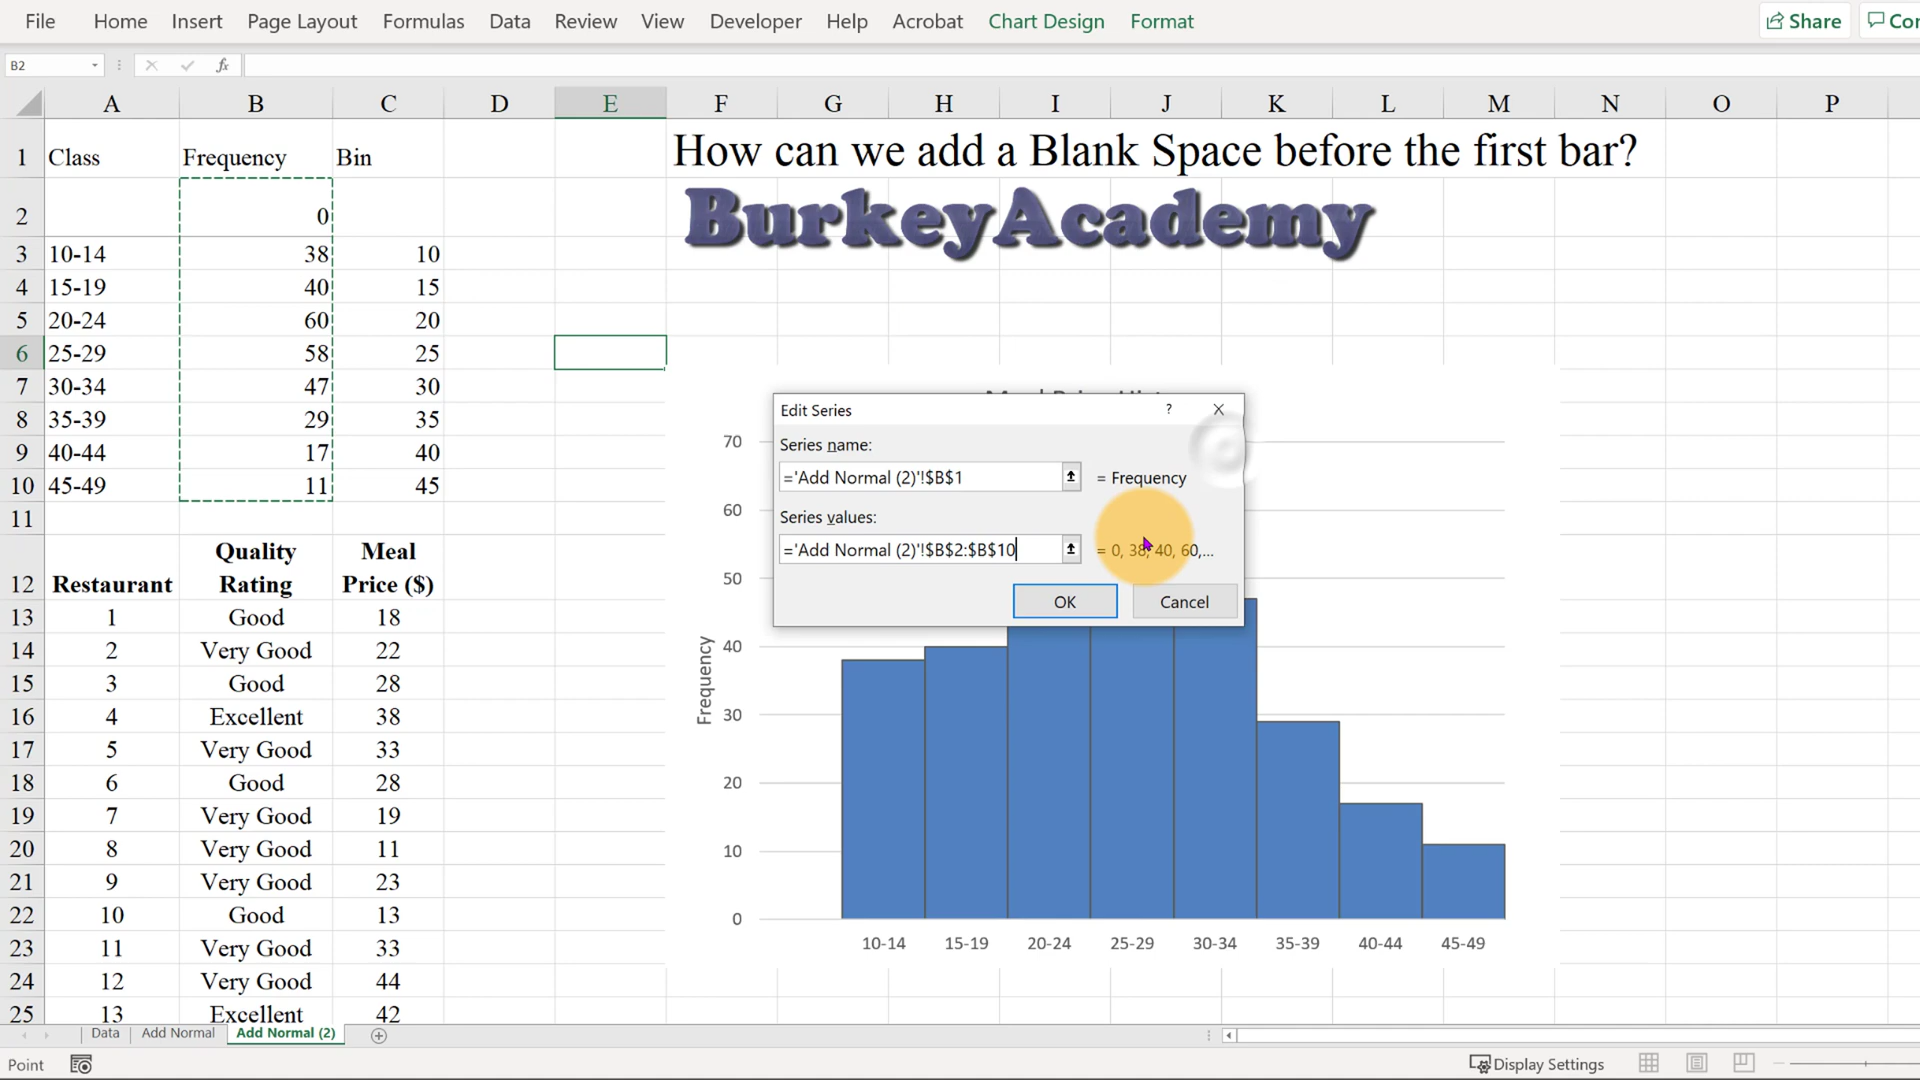 File Home Insert Page Layout Formulas Data Review View Developer Help Acrobat Chart Design Format Share
B2 fx
A B C D E F G H I J K L M N O P
1 Class Frequency Bin How can we add a Blank Space before the first bar?
BurkeyAcademy
2 0
3 10-14 38 10
4 15-19 40 15
5 20-24 60 20
6 25-29 58 25
7 30-34 47 30
8 35-39 29 35
9 40-44 17 40
10 45-49 11 45
11
12 Restaurant Quality Rating Meal Price ($)
13 1 Good 18
14 2 Very Good 22
15 3 Good 28
16 4 Excellent 38
17 5 Very Good 33
18 6 Good 28
19 7 Very Good 19
20 8 Very Good 11
21 9 Very Good 23
22 10 Good 13
23 11 Very Good 33
24 12 Very Good 44
25 13 Excellent 42
Edit Series ?
Series name:
='Add Normal (2)'!$B$1 = Frequency
Series values:
='Add Normal (2)'!$B$2:$B$10 = 0, 38, 40, 60,...
OK Cancel
70
60
50
40
30
20
10
0
Frequency
10-14 15-19 20-24 25-29 30-34 35-39 40-44 45-49
Data Add Normal Add Normal (2)
Point Display Settings